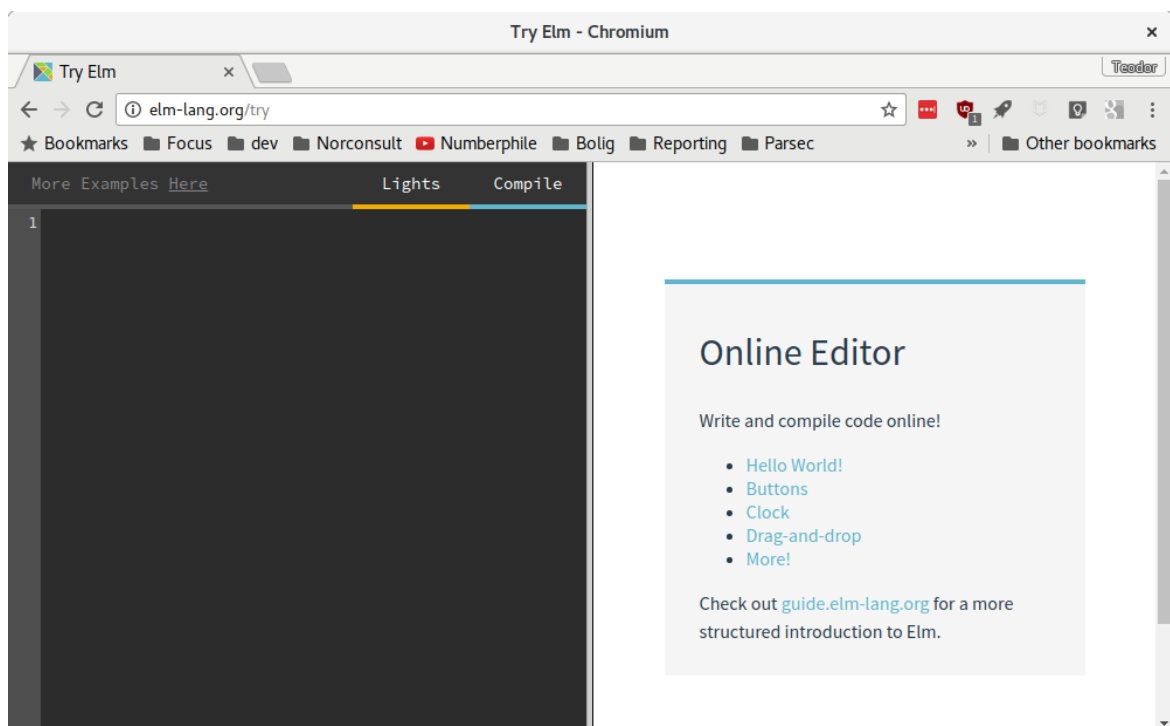 Try Elm - Chromium
Try Elm
Teodor
elm-lang.org/try
Bookmarks Focus dev Norconsult Numberphile Bolig Reporting Parsec » Other bookmarks
More Examples Here Lights Compile
1
Online Editor
Write and compile code online!
Hello World!
Buttons
Clock
Drag-and-drop
More!
Check out guide.elm-lang.org for a more
structured introduction to Elm.